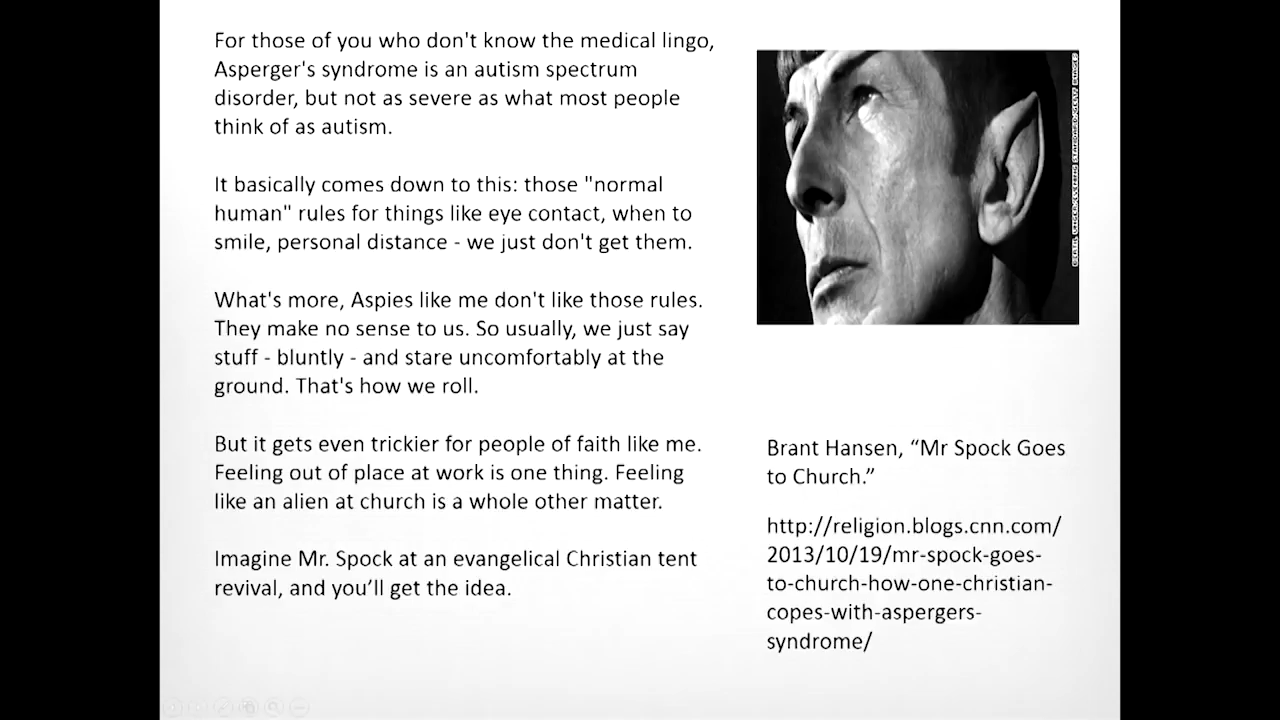 For those of you who don't know the medical lingo,
Asperger's syndrome is an autism spectrum
disorder, but not as severe as what most people
think of as autism.
It basically comes down to this: those "normal
human" rules for things like eye contact, when to
smile, personal distance - we just don't get them.
What's more, Aspies like me don't like those rules.
They make no sense to us. So usually, we just say
stuff - bluntly - and stare uncomfortably at the
ground. That's how we roll.
But it gets even trickier for people of faith like me.
Feeling out of place at work is one thing. Feeling
like an alien at church is a whole other matter.
Imagine Mr. Spock at an evangelical Christian tent
revival, and you’ll get the idea.
Brant Hansen, “Mr Spock Goes
to Church.”
http://religion.blogs.cnn.com/
2013/10/19/mr-spock-goes-
to-church-how-one-christian-
copes-with-aspergers-
syndrome/